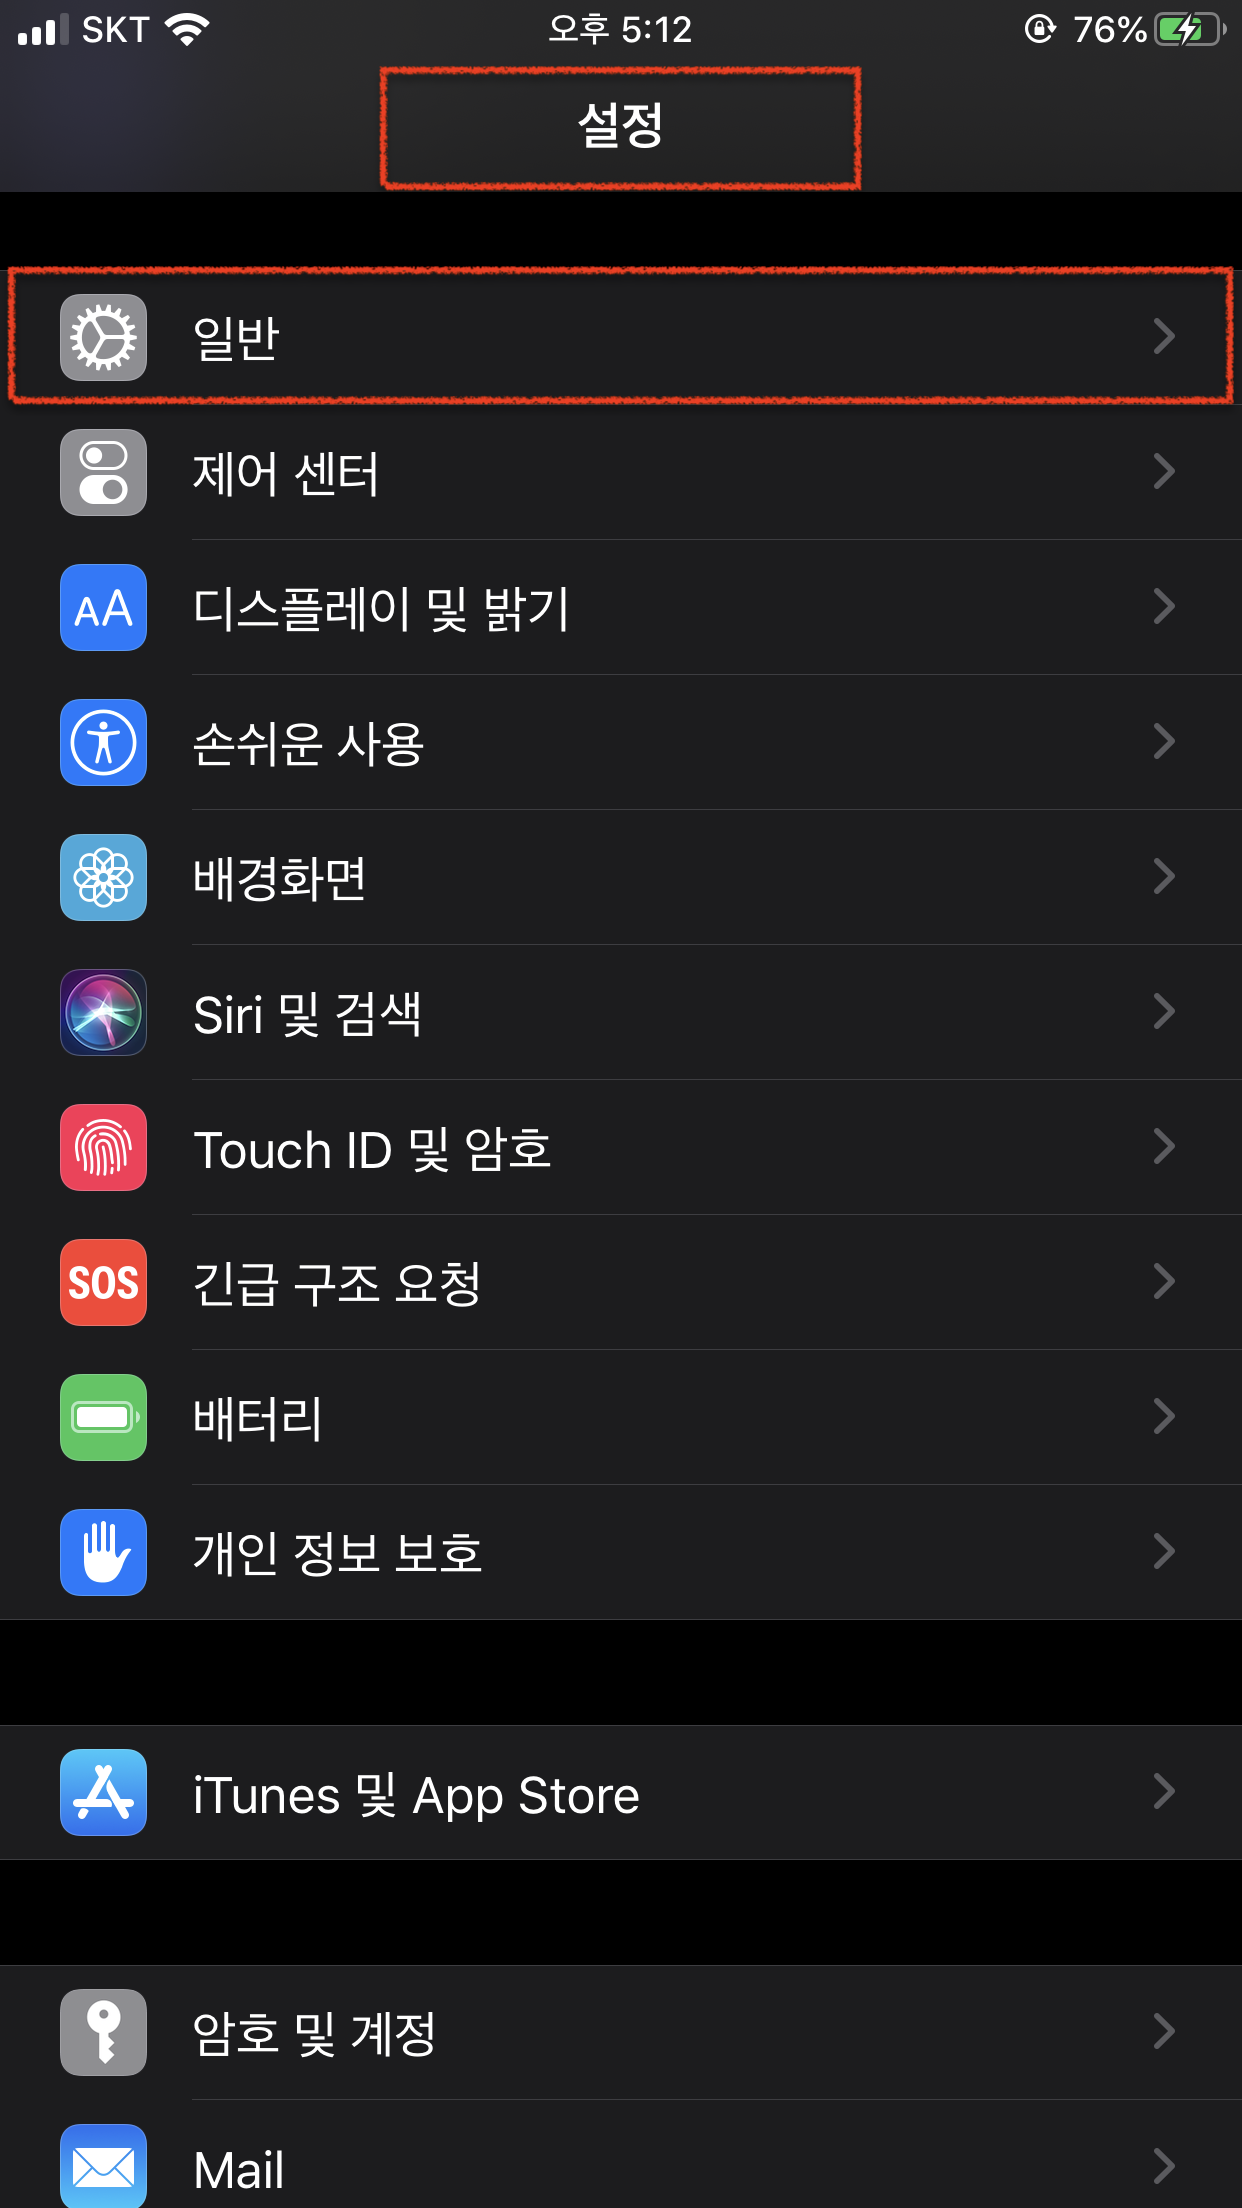 SKT 오후 5:12 76%
설정
일반
제어 센터
AA 디스플레이 및 밝기
손쉬운 사용
배경화면
Siri 및 검색
Touch ID 및 암호
SOS 긴급 구조 요청
배터리
개인 정보 보호
iTunes 및 App Store
암호 및 계정
Mail